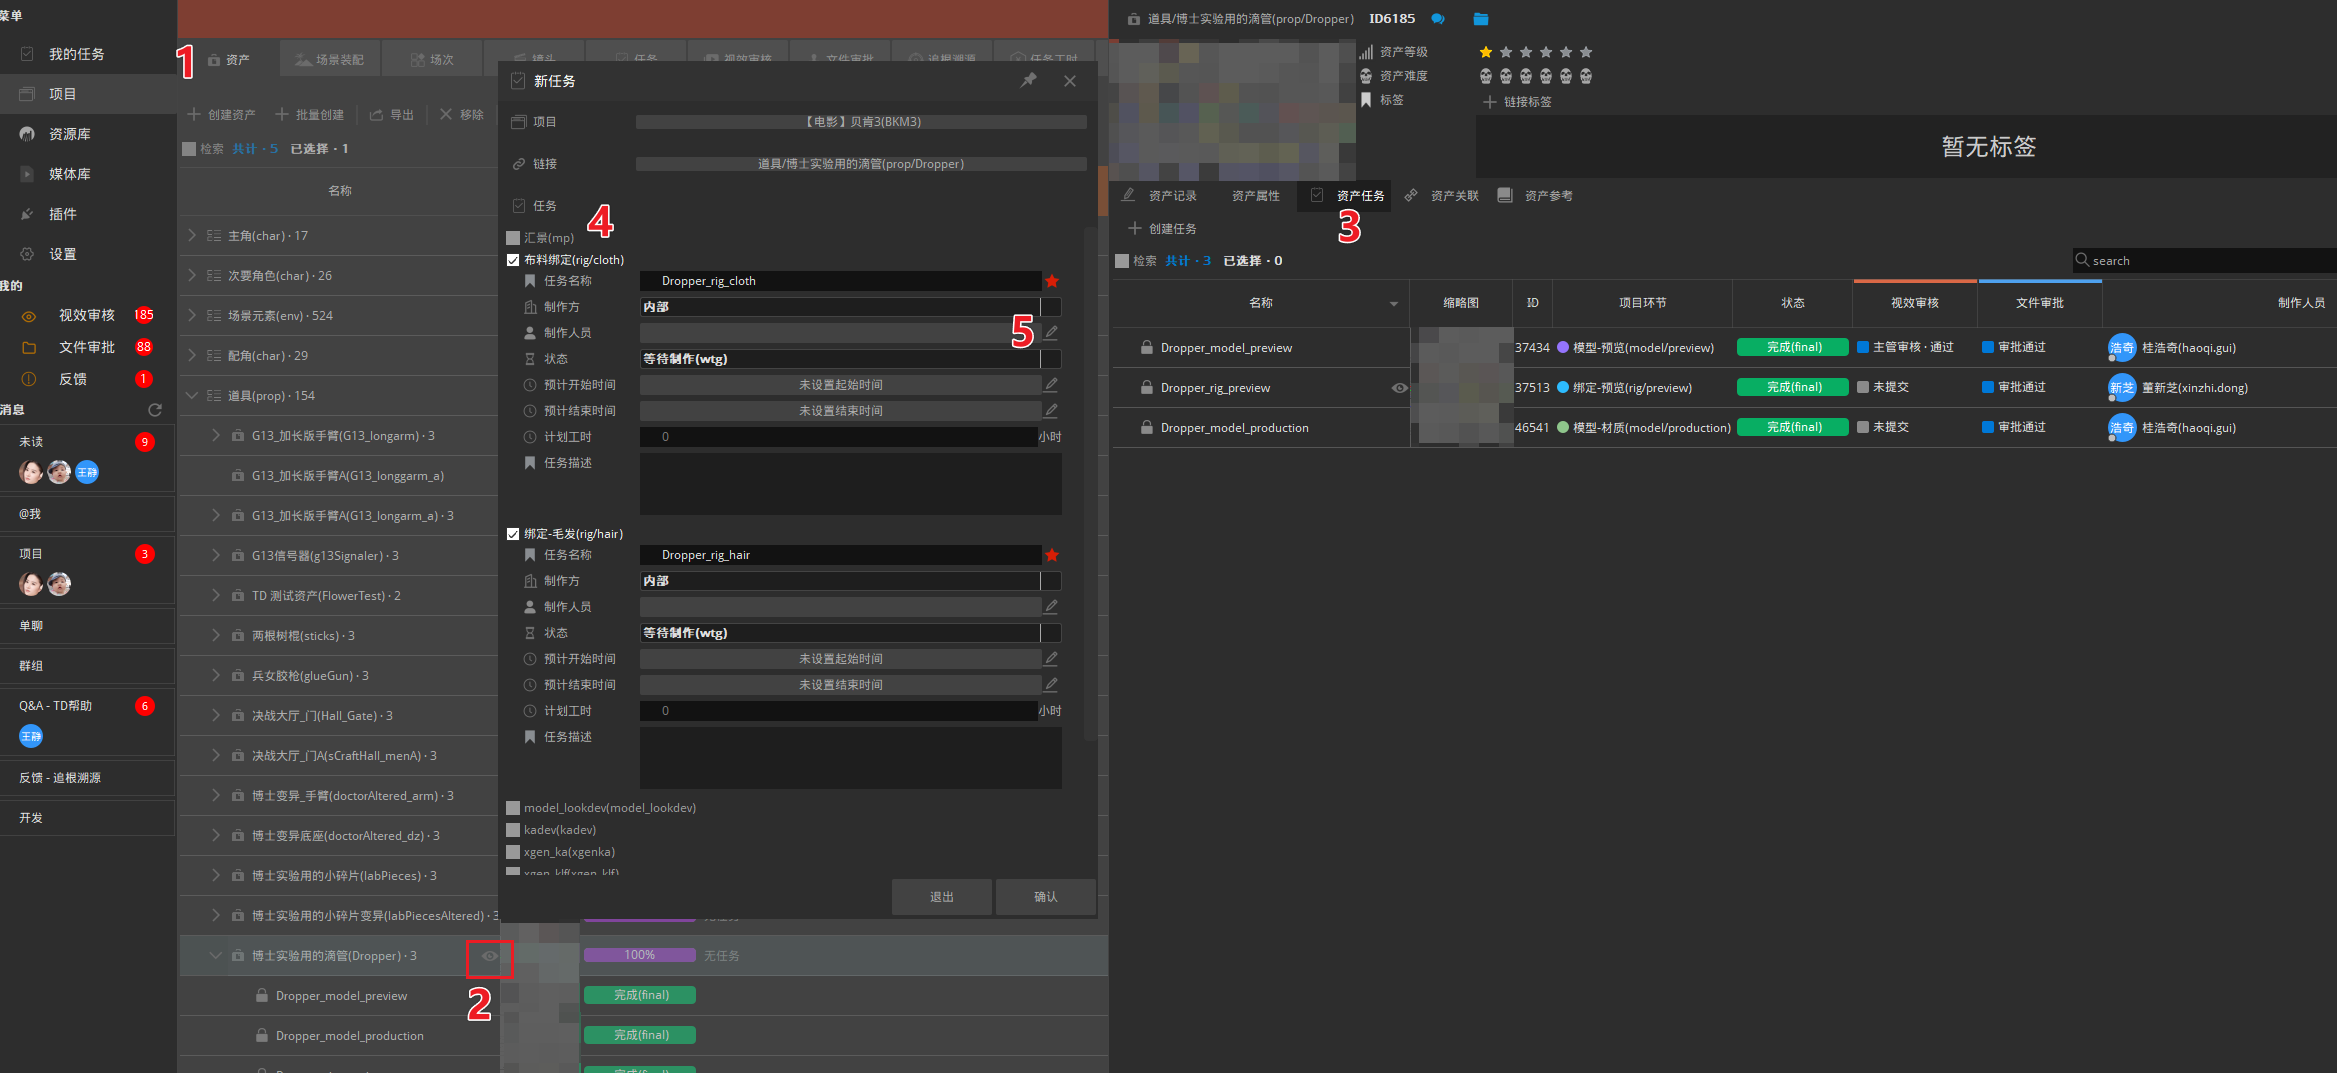 菜单
我的任务
项目
资源库
媒体库
插件
设置
我的
视效审核 185
文件审批 88
反馈 1
消息
未读 9
王静
@我
项目 3
单聊
群组
Q&A - TD帮助 6
王静
反馈 - 追根溯源
开发
1
资产
场景装配
场次
镜头
任务
视效审核
文件审批
追根溯源
任务工时
创建资产
批量创建
导出
移除
检索 共计 · 5 已选择 · 1
名称
主角(char) · 17
次要角色(char) · 26
场景元素(env) · 524
配角(char) · 29
道具(prop) · 154
G13_加长版手臂(G13_longarm) · 3
G13_加长版手臂A(G13_longgarm_a)
G13_加长版手臂A(G13_longarm_a) · 3
G13信号器(g13Signaler) · 3
TD 测试资产(FlowerTest) · 2
两根树棍(sticks) · 3
兵女胶枪(glueGun) · 3
决战大厅_门(Hall_Gate) · 3
决战大厅_门A(sCraftHall_menA) · 3
博士变异_手臂(doctorAltered_arm) · 3
博士变异底座(doctorAltered_dz) · 3
博士实验用的小碎片(labPieces) · 3
博士实验用的小碎片变异(labPiecesAltered) · 3
博士实验用的滴管(Dropper) · 3
100% 无任务
2
Dropper_model_preview
完成(final)
Dropper_model_production
完成(final)
完成(final)
新任务
项目
【电影】贝肯3(BKM3)
链接
道具/博士实验用的滴管(prop/Dropper)
任务
4
汇景(mp)
布料绑定(rig/cloth)
任务名称 Dropper_rig_cloth
制作方 内部
制作人员
5
状态 等待制作(wtg)
预计开始时间 未设置起始时间
预计结束时间 未设置结束时间
计划工时 0 小时
任务描述
绑定-毛发(rig/hair)
任务名称 Dropper_rig_hair
制作方 内部
制作人员
状态 等待制作(wtg)
预计开始时间 未设置起始时间
预计结束时间 未设置结束时间
计划工时 0 小时
任务描述
model_lookdev(model_lookdev)
kadev(kadev)
xgen_ka(xgenka)
xgen_klf(xgen_klf)
退出
确认
道具/博士实验用的滴管(prop/Dropper) ID6185
资产等级
资产难度
标签
链接标签
暂无标签
资产记录
资产属性
资产任务
资产关联
资产参考
3
创建任务
检索 共计 · 3 已选择 · 0
search
名称 缩略图 ID 项目环节 状态 视效审核 文件审批 制作人员
Dropper_model_preview 37434 模型-预览(model/preview) 完成(final) 主管审核 · 通过 审批通过 浩奇 桂浩奇(haoqi.gui)
Dropper_rig_preview 37513 绑定-预览(rig/preview) 完成(final) 未提交 审批通过 新芝 董新芝(xinzhi.dong)
Dropper_model_production 46541 模型-材质(model/production) 完成(final) 未提交 审批通过 浩奇 桂浩奇(haoqi.gui)